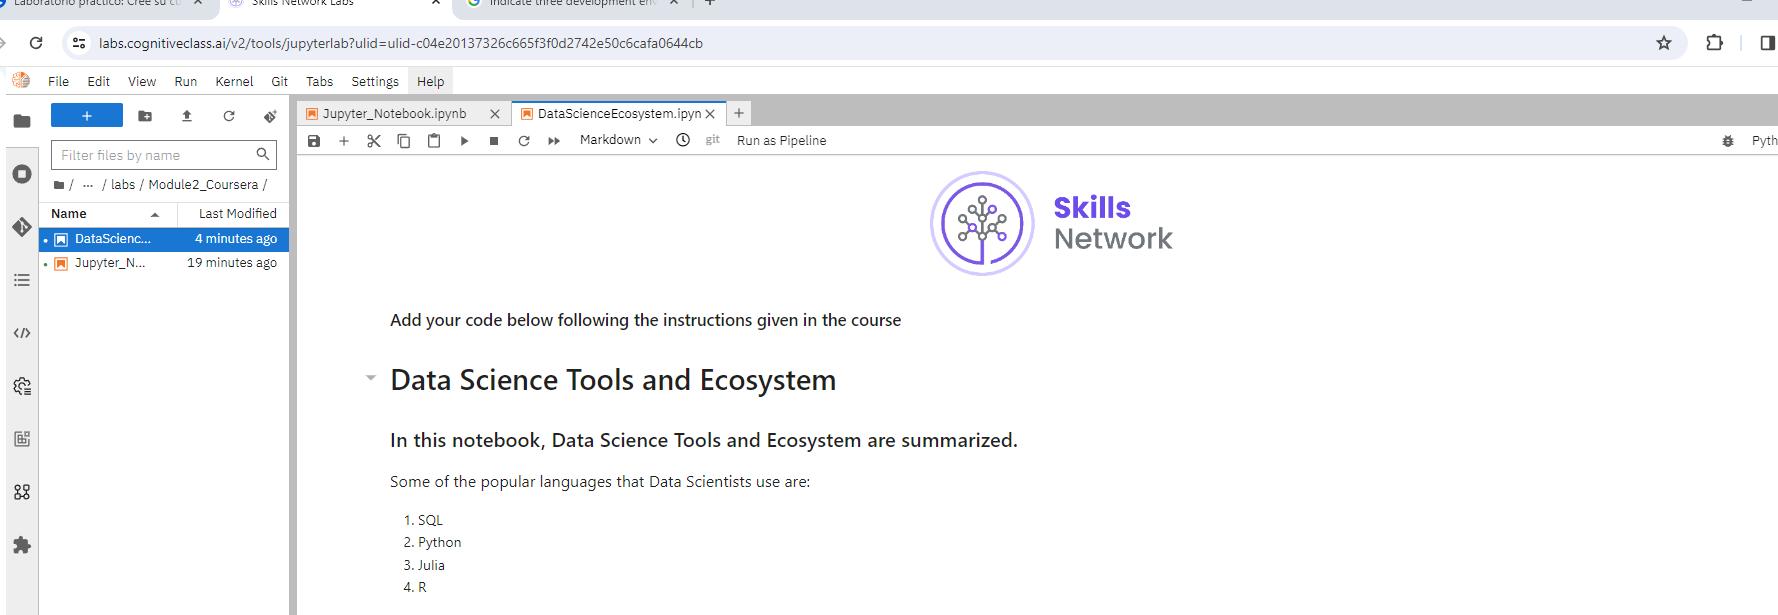 Laboratorio práctico: Cree su cu
Skills Network Labs
Indicate three development env
labs.cognitiveclass.ai/v2/tools/jupyterlab?ulid=ulid-c04e20137326c665f3f0d2742e50c6cafa0644cb
File Edit View Run Kernel Git Tabs Settings Help
Jupyter_Notebook.ipynb
DataScienceEcosystem.ipyn
Markdown
git
Run as Pipeline
Pyth
Filter files by name
/ ... / labs / Module2_Coursera /
Name Last Modified
DataScienc... 4 minutes ago
Jupyter_N... 19 minutes ago
Skills
Network
Add your code below following the instructions given in the course
Data Science Tools and Ecosystem
In this notebook, Data Science Tools and Ecosystem are summarized.
Some of the popular languages that Data Scientists use are:
1. SQL
2. Python
3. Julia
4. R